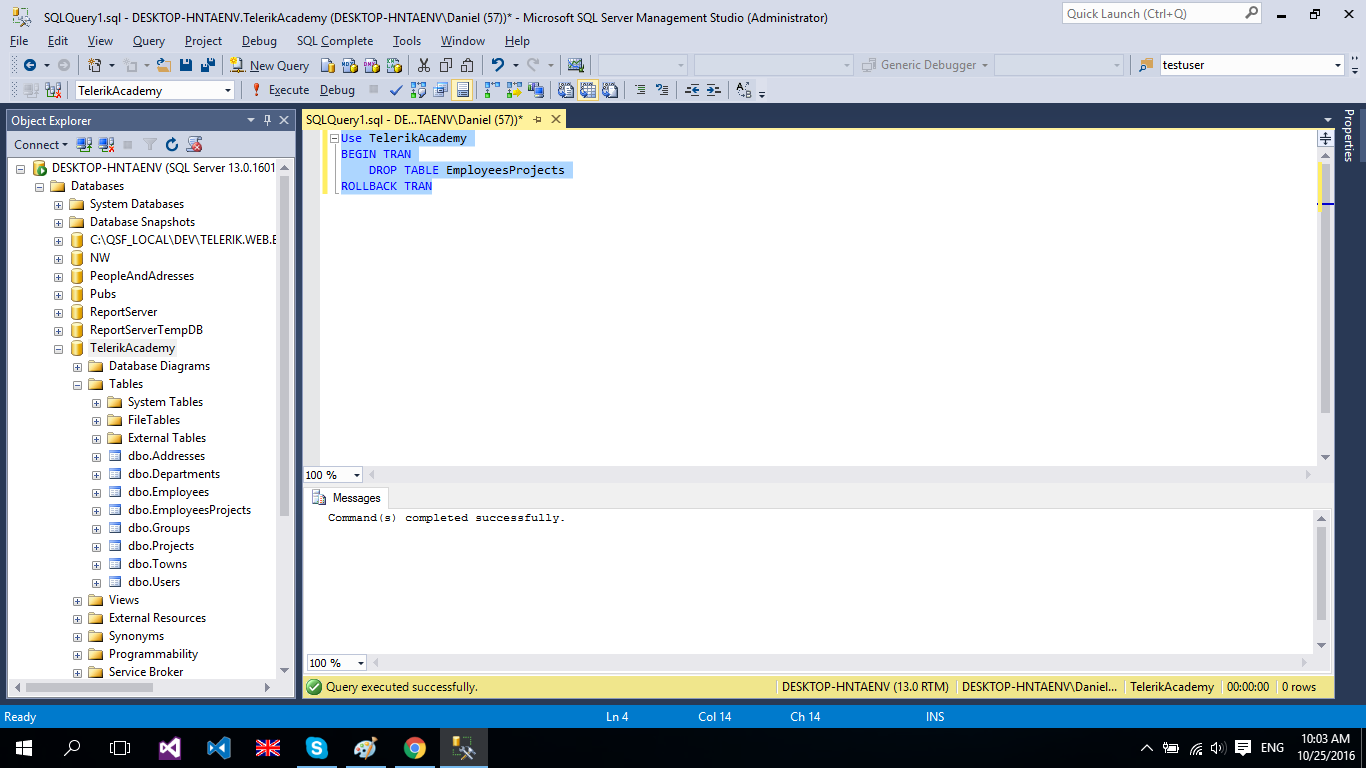 SQLQuery1.sql - DESKTOP-HNTAENV.TelerikAcademy (DESKTOP-HNTAENV\Daniel (57))* - Microsoft SQL Server Management Studio (Administrator)
Quick Launch (Ctrl+Q)
File Edit View Query Project Debug SQL Complete Tools Window Help
New Query
Generic Debugger
testuser
TelerikAcademy
Execute Debug
Object Explorer
Connect
DESKTOP-HNTAENV (SQL Server 13.0.1601
Databases
System Databases
Database Snapshots
C:\QSF_LOCAL\DEV\TELERIK.WEB.E
NW
PeopleAndAdresses
Pubs
ReportServer
ReportServerTempDB
TelerikAcademy
Database Diagrams
Tables
System Tables
FileTables
External Tables
dbo.Addresses
dbo.Departments
dbo.Employees
dbo.EmployeesProjects
dbo.Groups
dbo.Projects
dbo.Towns
dbo.Users
Views
External Resources
Synonyms
Programmability
Service Broker
SQLQuery1.sql - DE...TAENV\Daniel (57))*
Use TelerikAcademy
BEGIN TRAN
DROP TABLE EmployeesProjects
ROLLBACK TRAN
100 %
Messages
Command(s) completed successfully.
100 %
Query executed successfully.
DESKTOP-HNTAENV (13.0 RTM) DESKTOP-HNTAENV\Daniel... TelerikAcademy 00:00:00 0 rows
Properties
Ready Ln 4 Col 14 Ch 14 INS
ENG
10:03 AM
10/25/2016